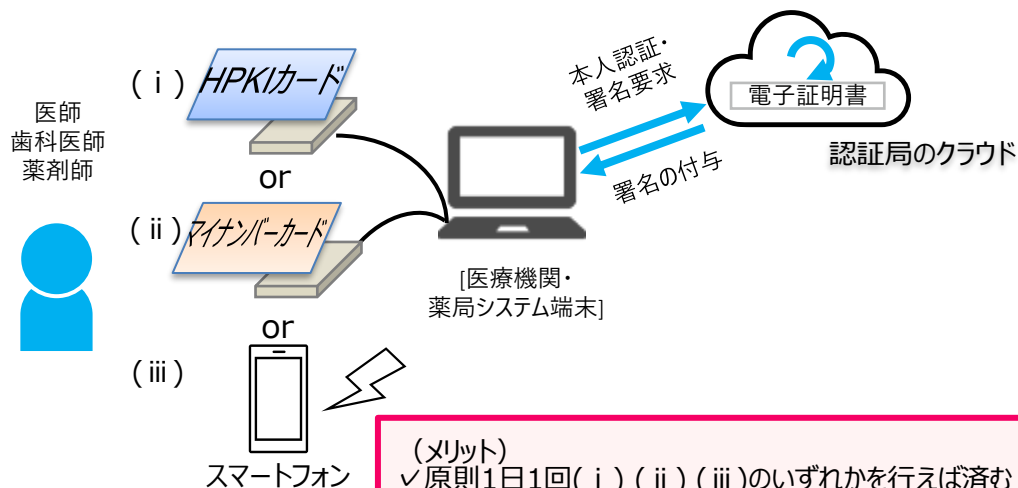 医師
歯科医師
薬剤師
(ⅰ)
HPKIカード
or
(ⅱ)
マイナンバーカード
or
(ⅲ)
スマートフォン
[医療機関・
薬局システム端末]
本人認証・
署名要求
署名の付与
電子証明書
認証局のクラウド
(メリット)
✓原則1日1回(ⅰ)(ⅱ)(ⅲ)のいずれかを行えば済む